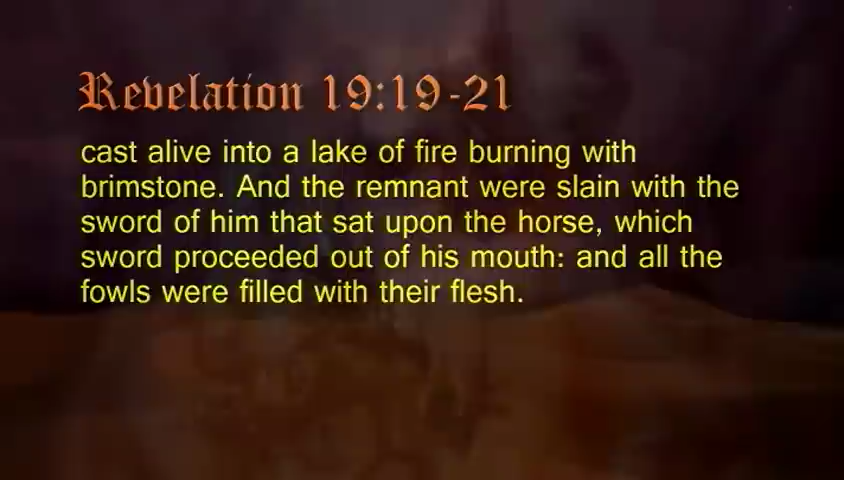 Revelation 19:19-21
cast alive into a lake of fire burning with
brimstone. And the remnant were slain with the
sword of him that sat upon the horse, which
sword proceeded out of his mouth: and all the
fowls were filled with their flesh.